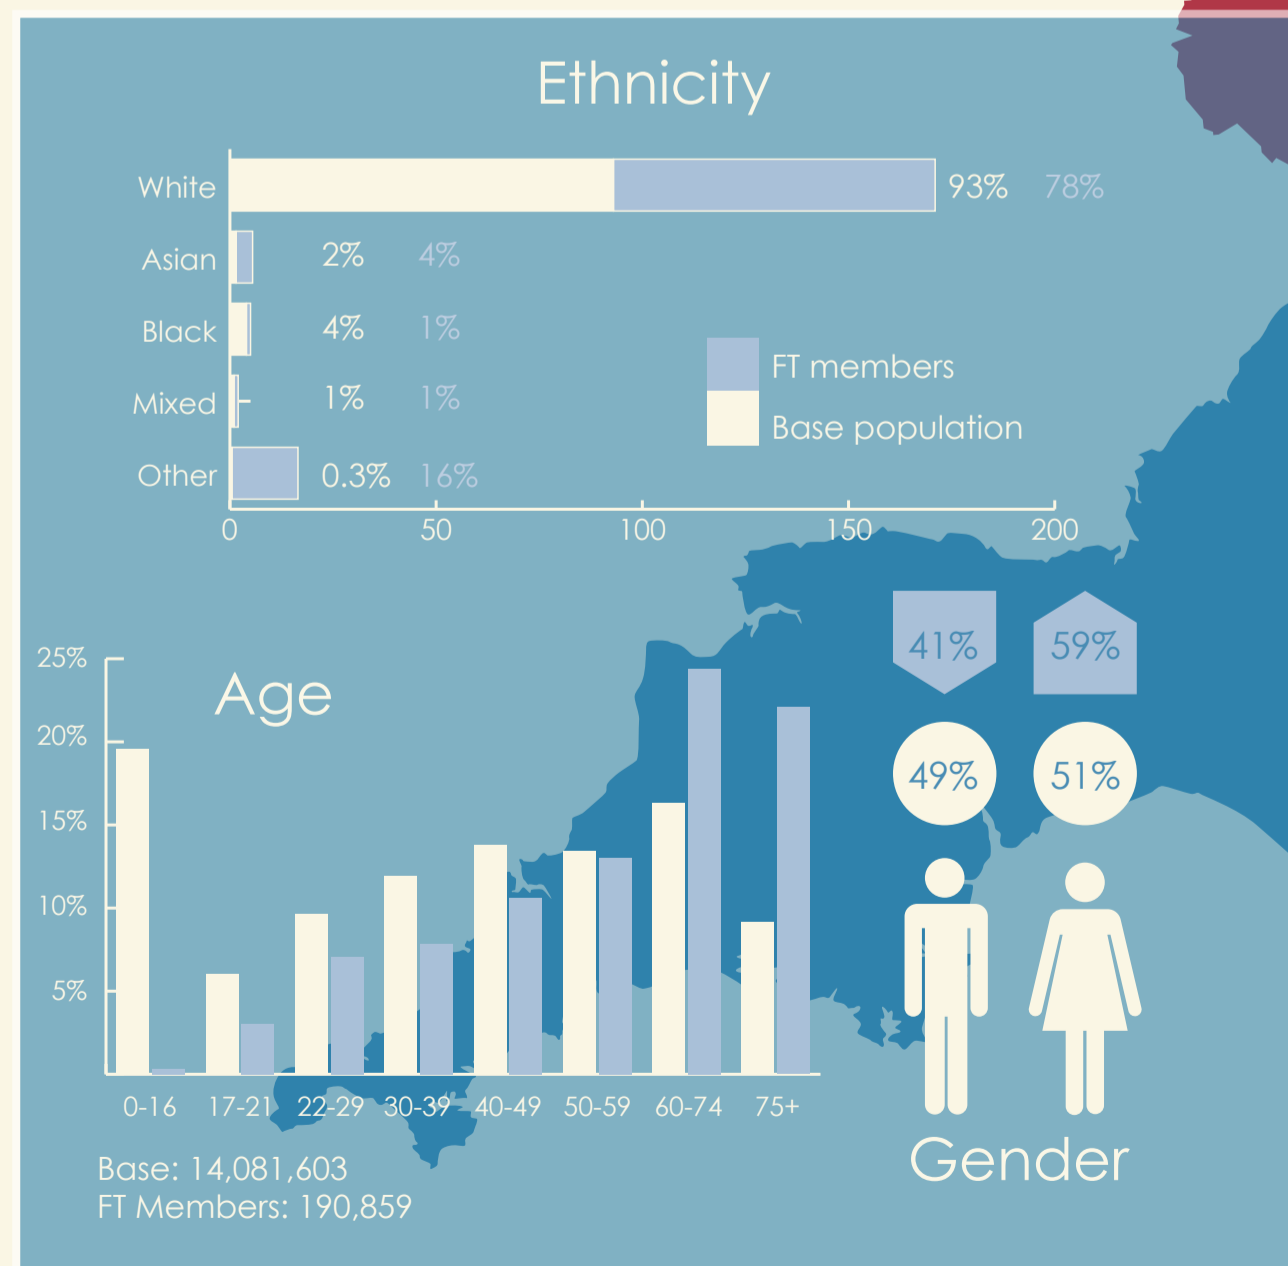 Ethnicity
White 93% 78%
Asian 2% 4%
Black 4% 1%
Mixed 1% 1%
Other 0.3% 16%
0 50 100 150 200
FT members
Base population
Age
25%
20%
15%
10%
5%
0-16 17-21 22-29 30-39 40-49 50-59 60-74 75+
Base: 14,081,603
FT Members: 190,859
41% 59%
49% 51%
Gender